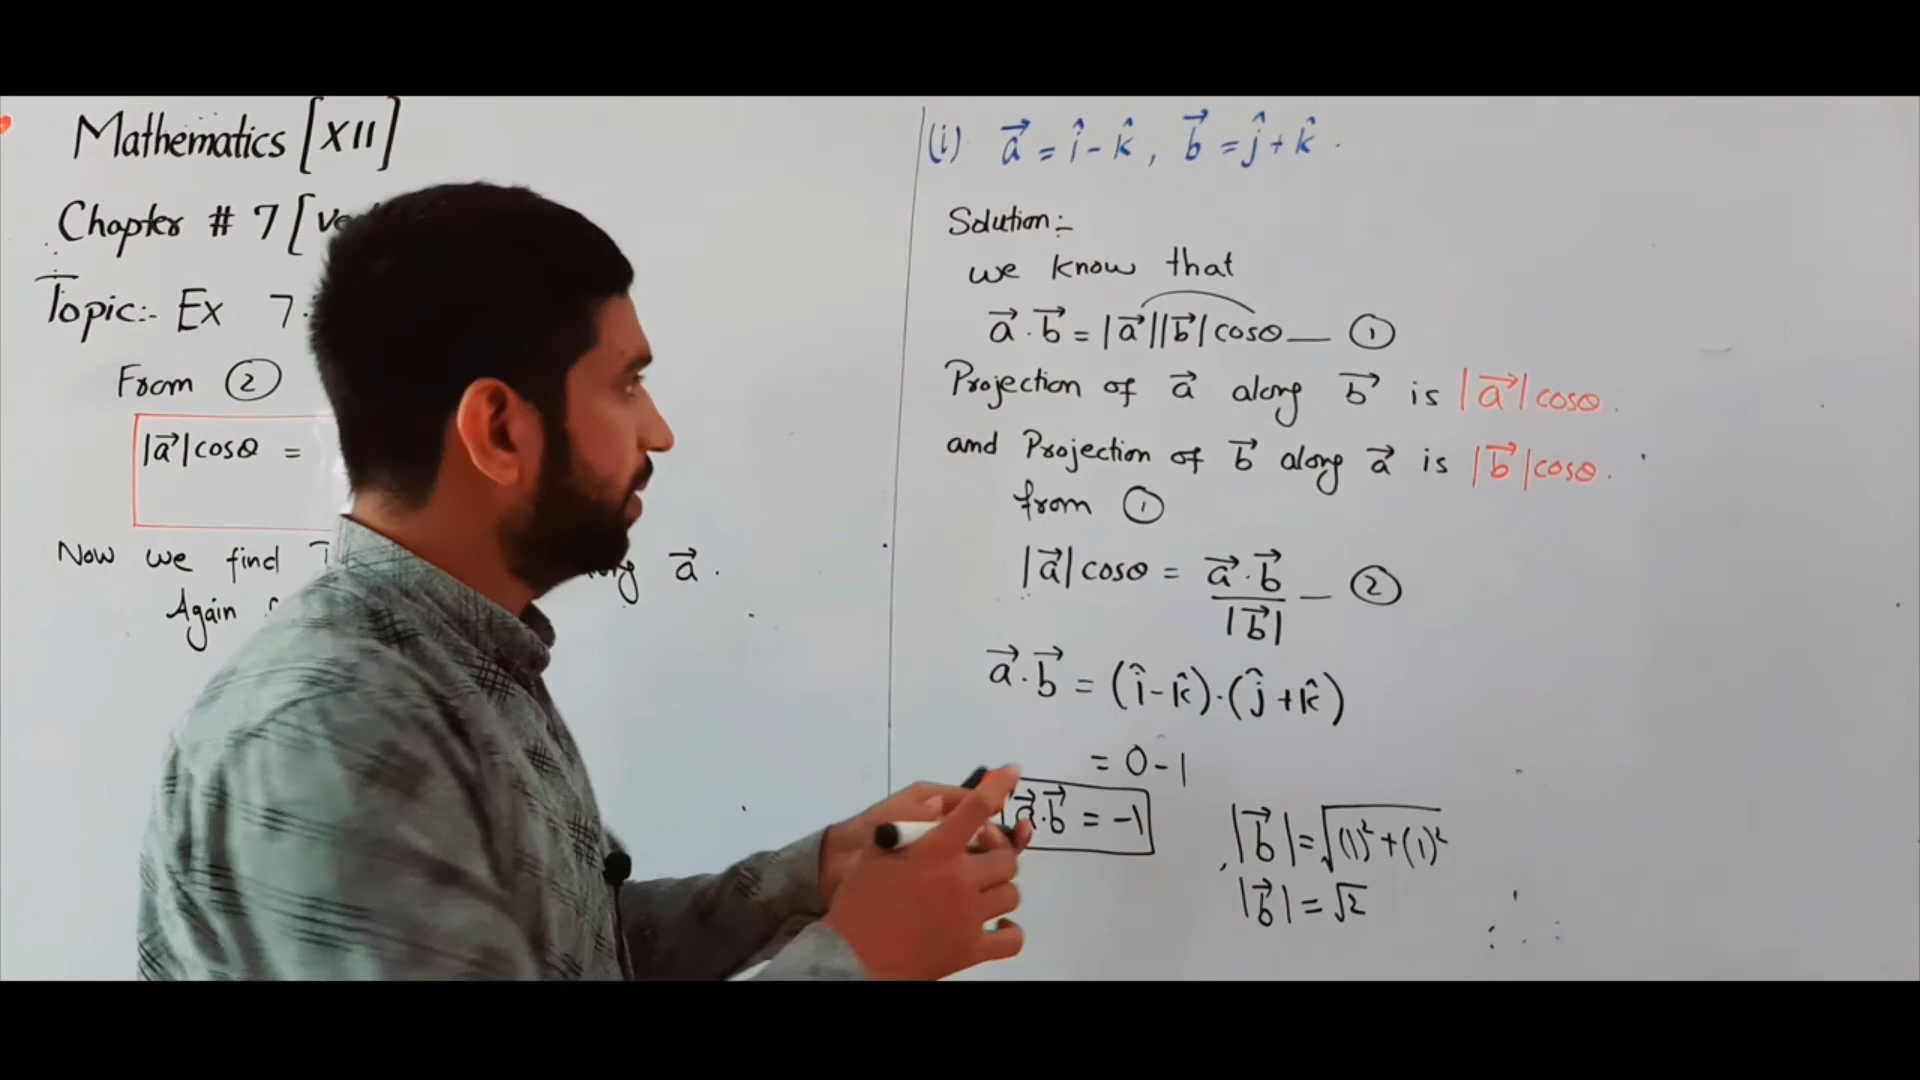 Mathematics [XII]
Chapter # 7 [
Topic:- Ex 7.
From ②
|a⃗|cosθ =
Now we find
a⃗.
Again
(i) a⃗ = î - k̂, b⃗ = ĵ + k̂.
Solution:-
we know that
a⃗.b⃗ = |a⃗||b⃗|cosθ — ①
Projection of a⃗ along b⃗ is |a⃗|cosθ.
and Projection of b⃗ along a⃗ is |b⃗|cosθ.
from ①
|a⃗|cosθ = a⃗.b⃗ / |b⃗| — ②
a⃗.b⃗ = (î-k̂).(ĵ+k̂)
= 0-1
a⃗.b⃗ = -1
, |b⃗| = √(1)²+(1)²
|b⃗| = √2